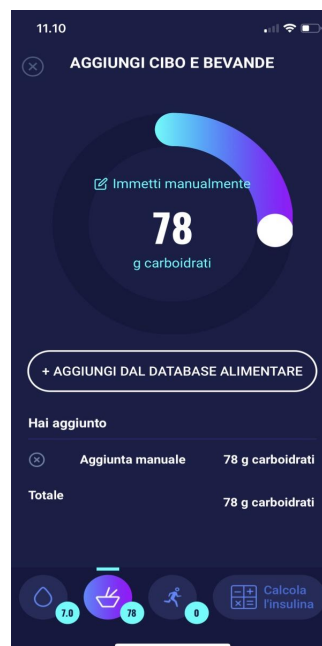 11.10
AGGIUNGI CIBO E BEVANDE
Immetti manualmente
78
g carboidrati
+ AGGIUNGI DAL DATABASE ALIMENTARE
Hai aggiunto
Aggiunta manuale 78 g carboidrati
Totale 78 g carboidrati
7.0
78
0
Calcola
l'insulina